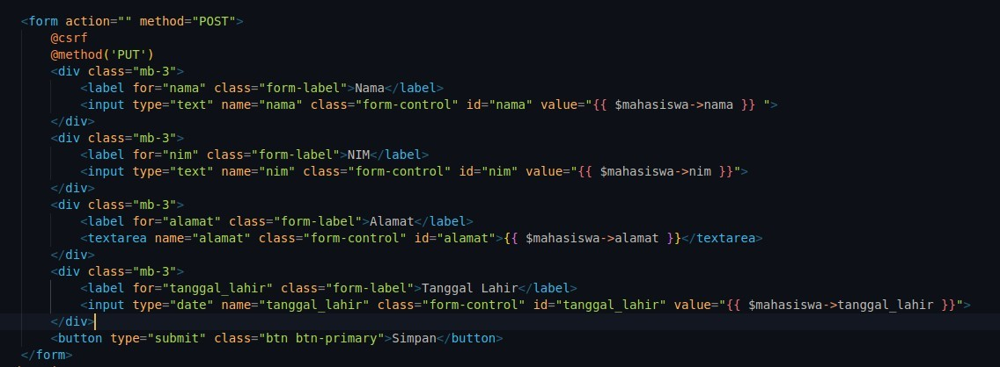 <form action="" method="POST">
    @csrf
    @method('PUT')
    <div class="mb-3">
        <label for="nama" class="form-label">Nama</label>
        <input type="text" name="nama" class="form-control" id="nama" value="{{ $mahasiswa->nama }} ">
    </div>
    <div class="mb-3">
        <label for="nim" class="form-label">NIM</label>
        <input type="text" name="nim" class="form-control" id="nim" value="{{ $mahasiswa->nim }}">
    </div>
    <div class="mb-3">
        <label for="alamat" class="form-label">Alamat</label>
        <textarea name="alamat" class="form-control" id="alamat">{{ $mahasiswa->alamat }}</textarea>
    </div>
    <div class="mb-3">
        <label for="tanggal_lahir" class="form-label">Tanggal Lahir</label>
        <input type="date" name="tanggal_lahir" class="form-control" id="tanggal_lahir" value="{{ $mahasiswa->tanggal_lahir }}">
    </div>
    <button type="submit" class="btn btn-primary">Simpan</button>
</form>